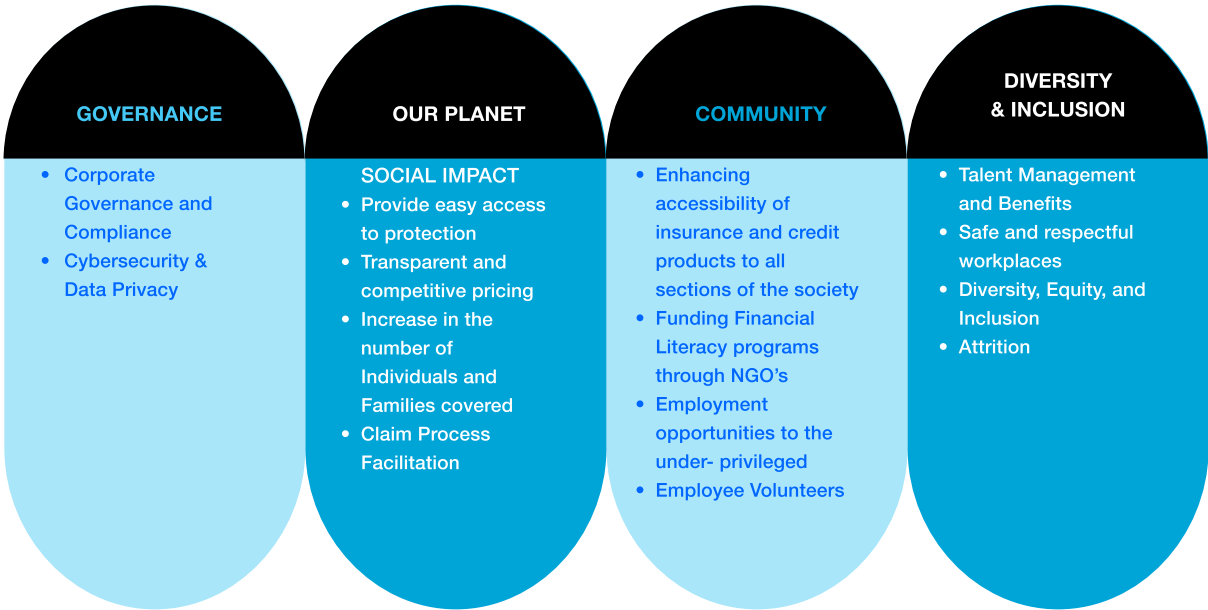 GOVERNANCE
• Corporate
Governance and
Compliance
• Cybersecurity &
Data Privacy
OUR PLANET
SOCIAL IMPACT
• Provide easy access
to protection
• Transparent and
competitive pricing
• Increase in the
number of
Individuals and
Families covered
• Claim Process
Facilitation
COMMUNITY
• Enhancing
accessibility of
insurance and credit
products to all
sections of the society
• Funding Financial
Literacy programs
through NGO’s
• Employment
opportunities to the
under- privileged
• Employee Volunteers
DIVERSITY
& INCLUSION
• Talent Management
and Benefits
• Safe and respectful
workplaces
• Diversity, Equity, and
Inclusion
• Attrition